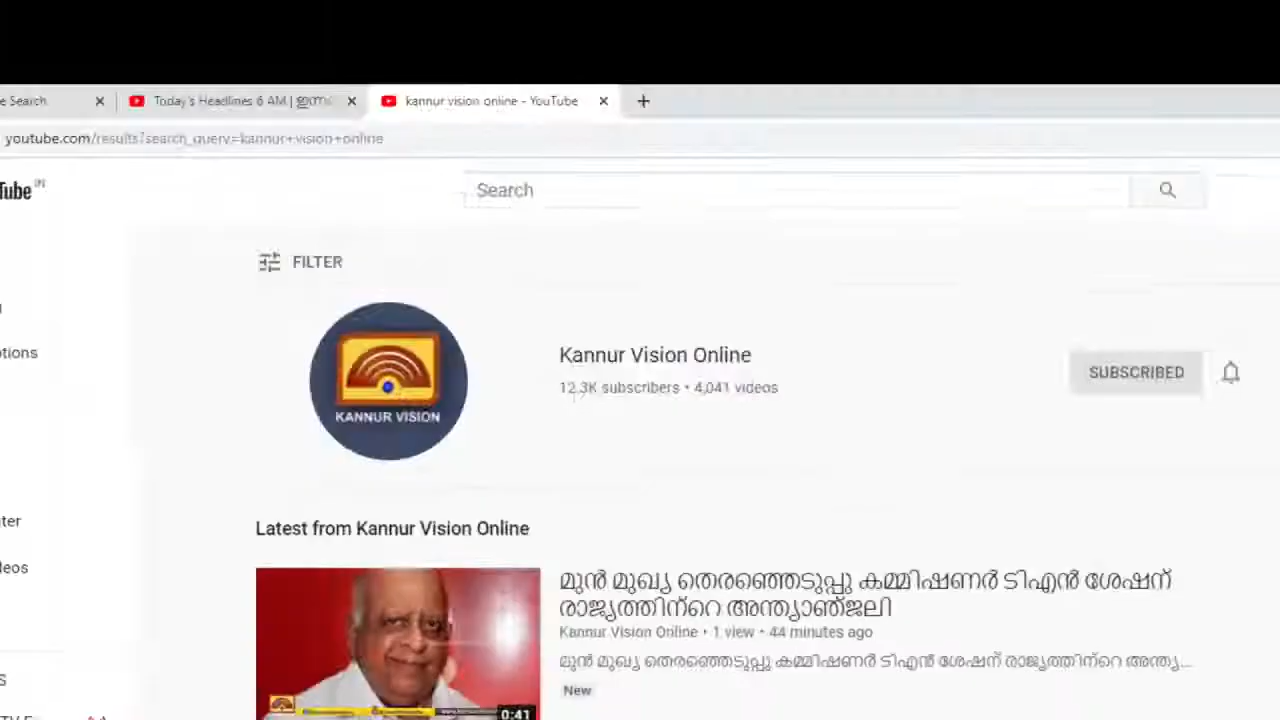 e Search
Today's Headlines 6 AM |
kannur vision online - YouTube
youtube.com/results?search_query=kannur+vision+online
Tube IN
Search
FILTER
KANNUR VISION
Kannur Vision Online
12.3K subscribers • 4,041 videos
SUBSCRIBED
ptions
ter
leos
Latest from Kannur Vision Online
മുൻ മുഖ്യ തെരഞ്ഞെടുപ്പു കമ്മിഷണർ ടിഎൻ ശേഷന്
രാജ്യത്തിന്റെ അന്ത്യാഞ്ജലി
Kannur Vision Online • 1 view • 44 minutes ago
മുൻ മുഖ്യ തെരഞ്ഞെടുപ്പു കമ്മിഷണർ ടിഎൻ ശേഷന് രാജ്യത്തിന്റെ അന്ത്യ...
New
0:41
S